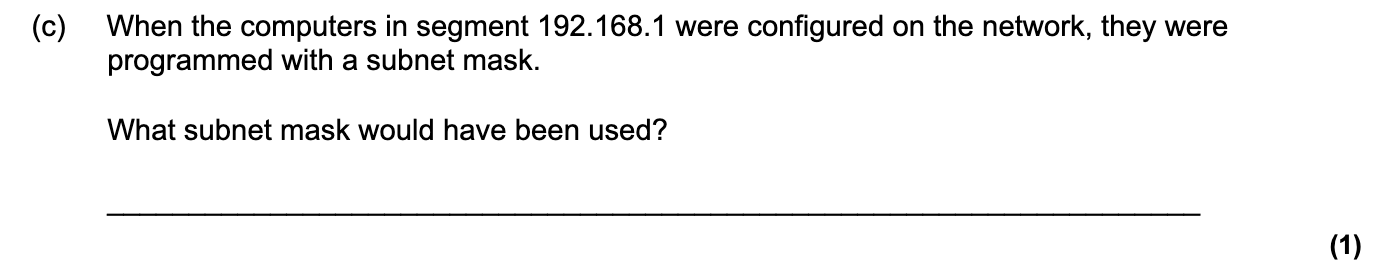 (c) When the computers in segment 192.168.1 were configured on the network, they were
programmed with a subnet mask.
What subnet mask would have been used?
(1)